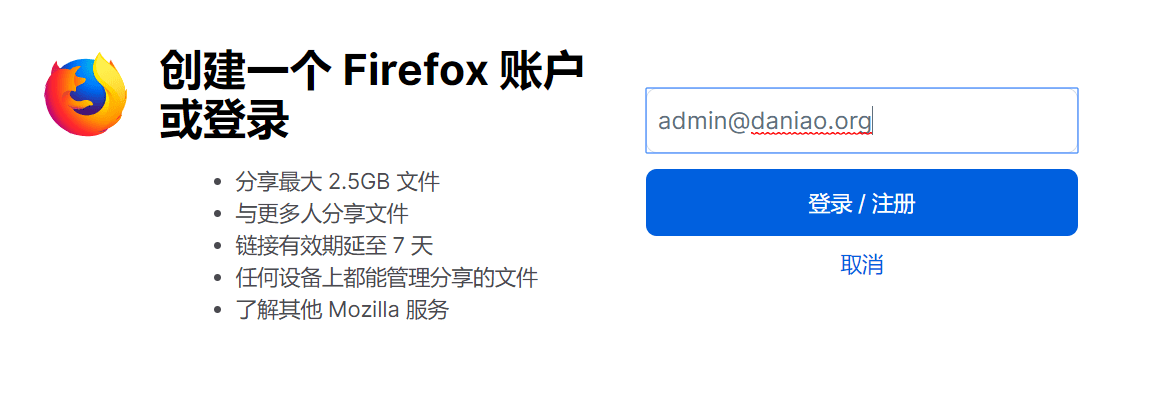 创建一个 Firefox 账户
或登录
分享最大 2.5GB 文件
与更多人分享文件
链接有效期延至 7 天
任何设备上都能管理分享的文件
了解其他 Mozilla 服务
admin@daniao.org
登录 / 注册
取消